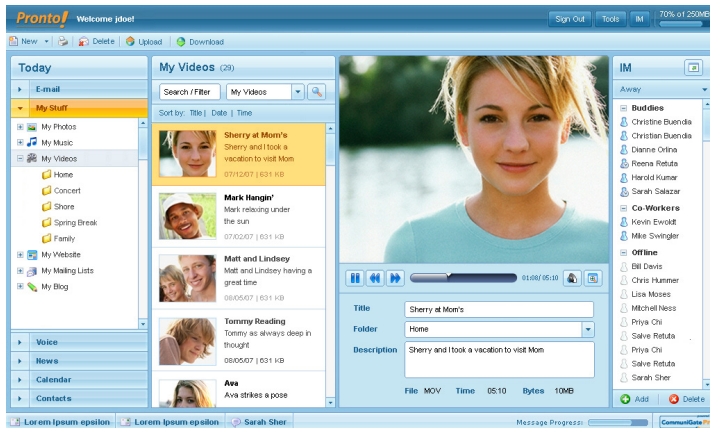 Pronto! Welcome jdoe!
Sign Out Tools IM 70% of 250MB
New Delete Upload Download
Today
E-mail
My Stuff
My Photos
My Music
My Videos
Home
Concert
Shore
Spring Break
Family
My Website
My Mailing Lists
My Blog
Voice
News
Calendar
Contacts
My Videos (29)
Search / Filter My Videos
Sort by: Title | Date | Time
Sherry at Mom's
Sherry and I took a
vacation to visit Mom
07/12/07 | 631 KB
Mark Hangin'
Mark relaxing under
the sun
07/02/07 | 631 KB
Matt and Lindsey
Matt and Lindsey having a
great time
08/05/07 | 631 KB
Tommy Reading
Tommy as always deep in
thought
08/05/07 | 631 KB
Ava
Ava strikes a pose
01:08/ 05:10
Title Sherry at Mom's
Folder Home
Description Sherry and I took a vacation to visit Mom
File MOV Time 05:10 Bytes 10MB
IM
Away
Buddies
Christine Buendia
Christian Buendia
Dianne Orlina
Reena Retuta
Harold Kumar
Sarah Salazar
Co-Workers
Kevin Ewoldt
Mike Swingler
Offline
Bill Davis
Chris Hummer
Lisa Moses
Mitchell Ness
Priya Chi
Salve Retuta
Priya Chi
Salve Retuta
Sarah Sher
Add Delete
Lorem Ipsum epsilon Lorem Ipsum epsilon Sarah Sher Message Progress: CommuniGate